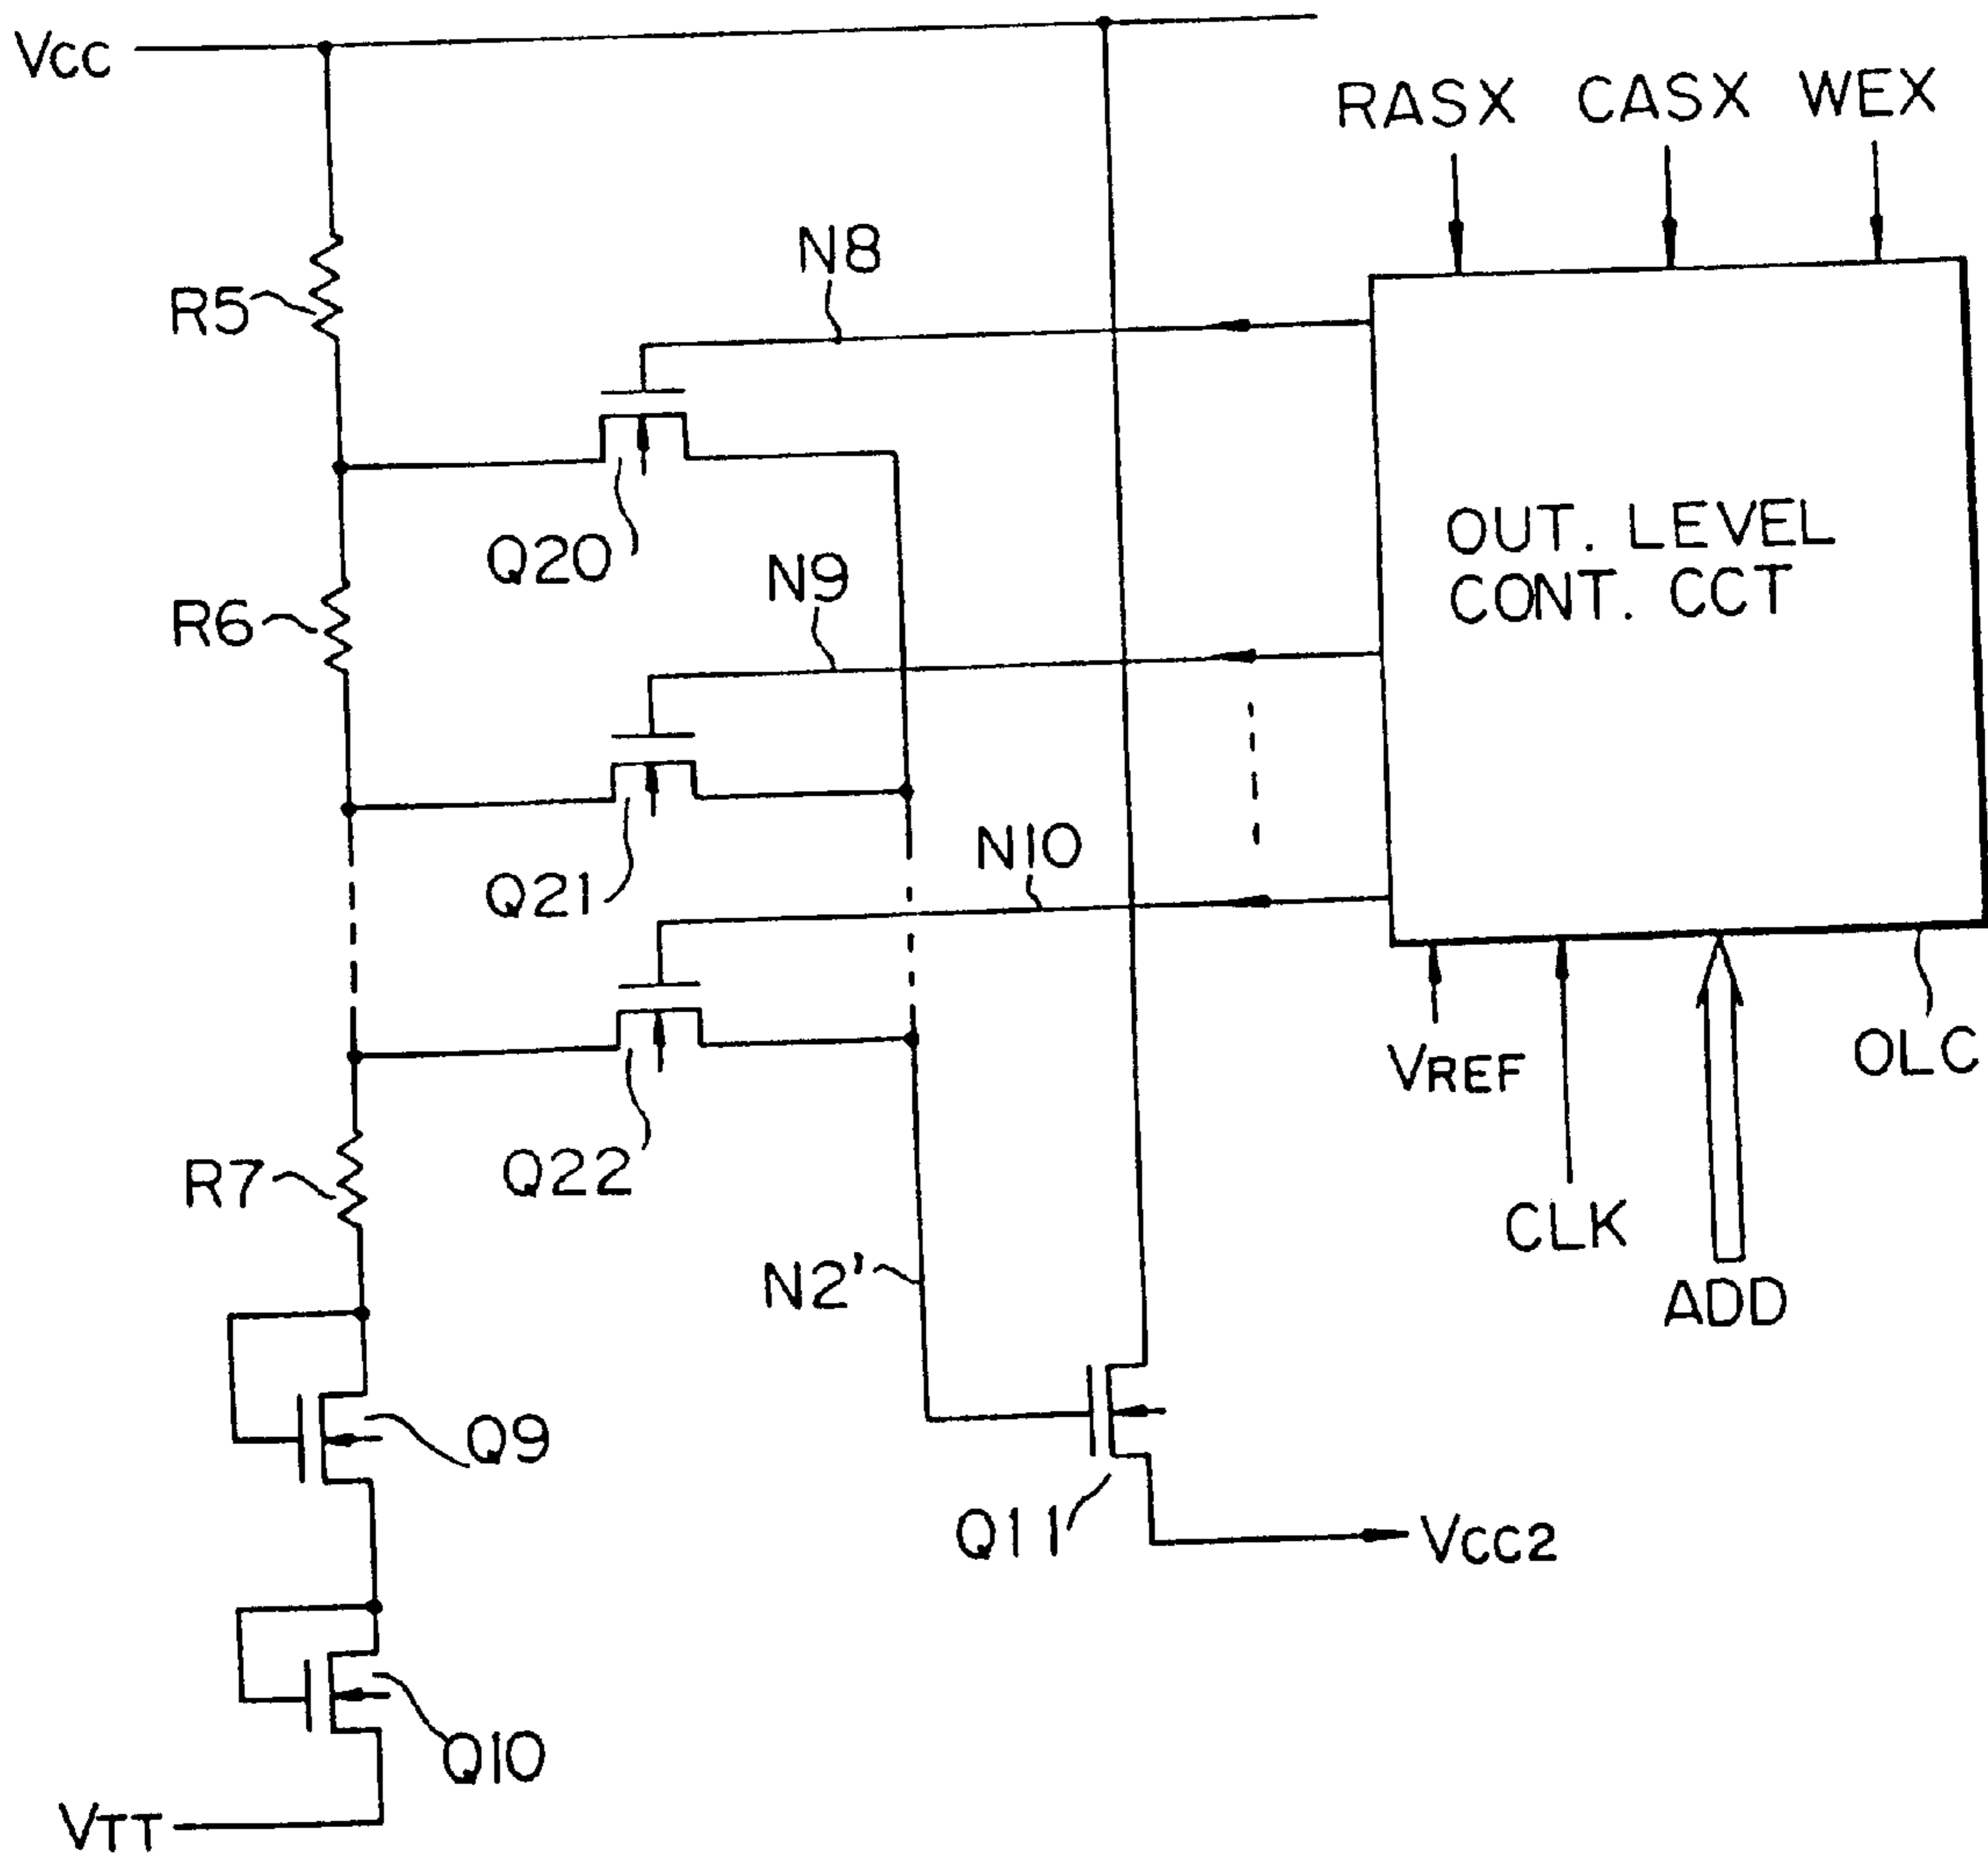 VCC
RASX CASX WEX
N8
R5
OUT. LEVEL
CONT. CCT
Q20
N9
R6
N10
Q21
VREF
OLC
Q22
R7
CLK
N2'
ADD
Q9
Q11
VCC2
Q10
VTT